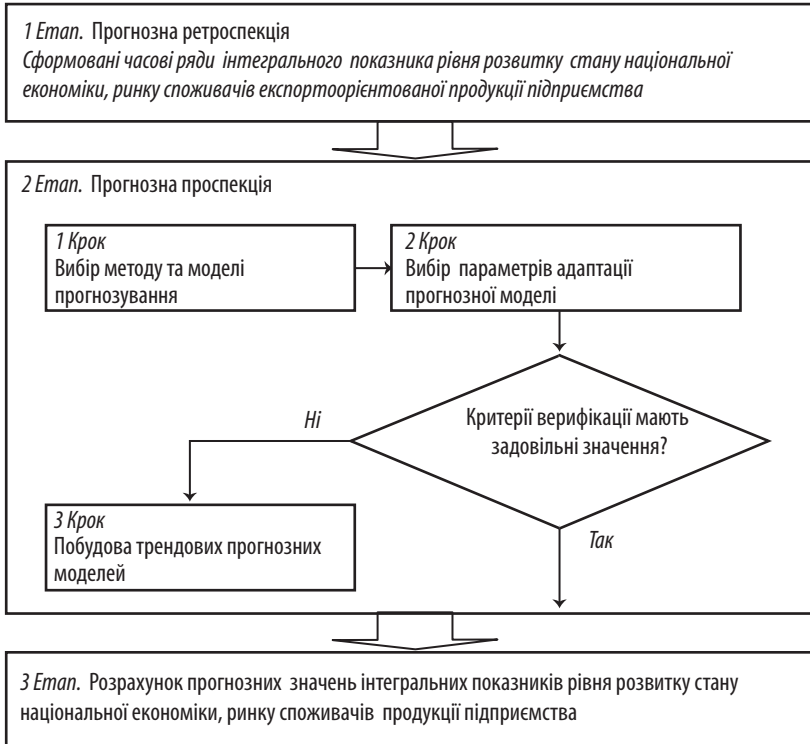 1 Етап. Прогнозна ретроспекція
Сформовані часові ряди інтегрального показника рівня розвитку стану національної
економіки, ринку споживачів експортоорієнтованої продукції підприємства
2 Етап. Прогнозна проспекція
1 Крок
Вибір методу та моделі
прогнозування
2 Крок
Вибір параметрів адаптації
прогнозної моделі
Критерії верифікації мають
задовільні значення?
Ні
3 Крок
Побудова трендових прогнозних
моделей
Так
3 Етап. Розрахунок прогнозних значень інтегральних показників рівня розвитку стану
національної економіки, ринку споживачів продукції підприємства